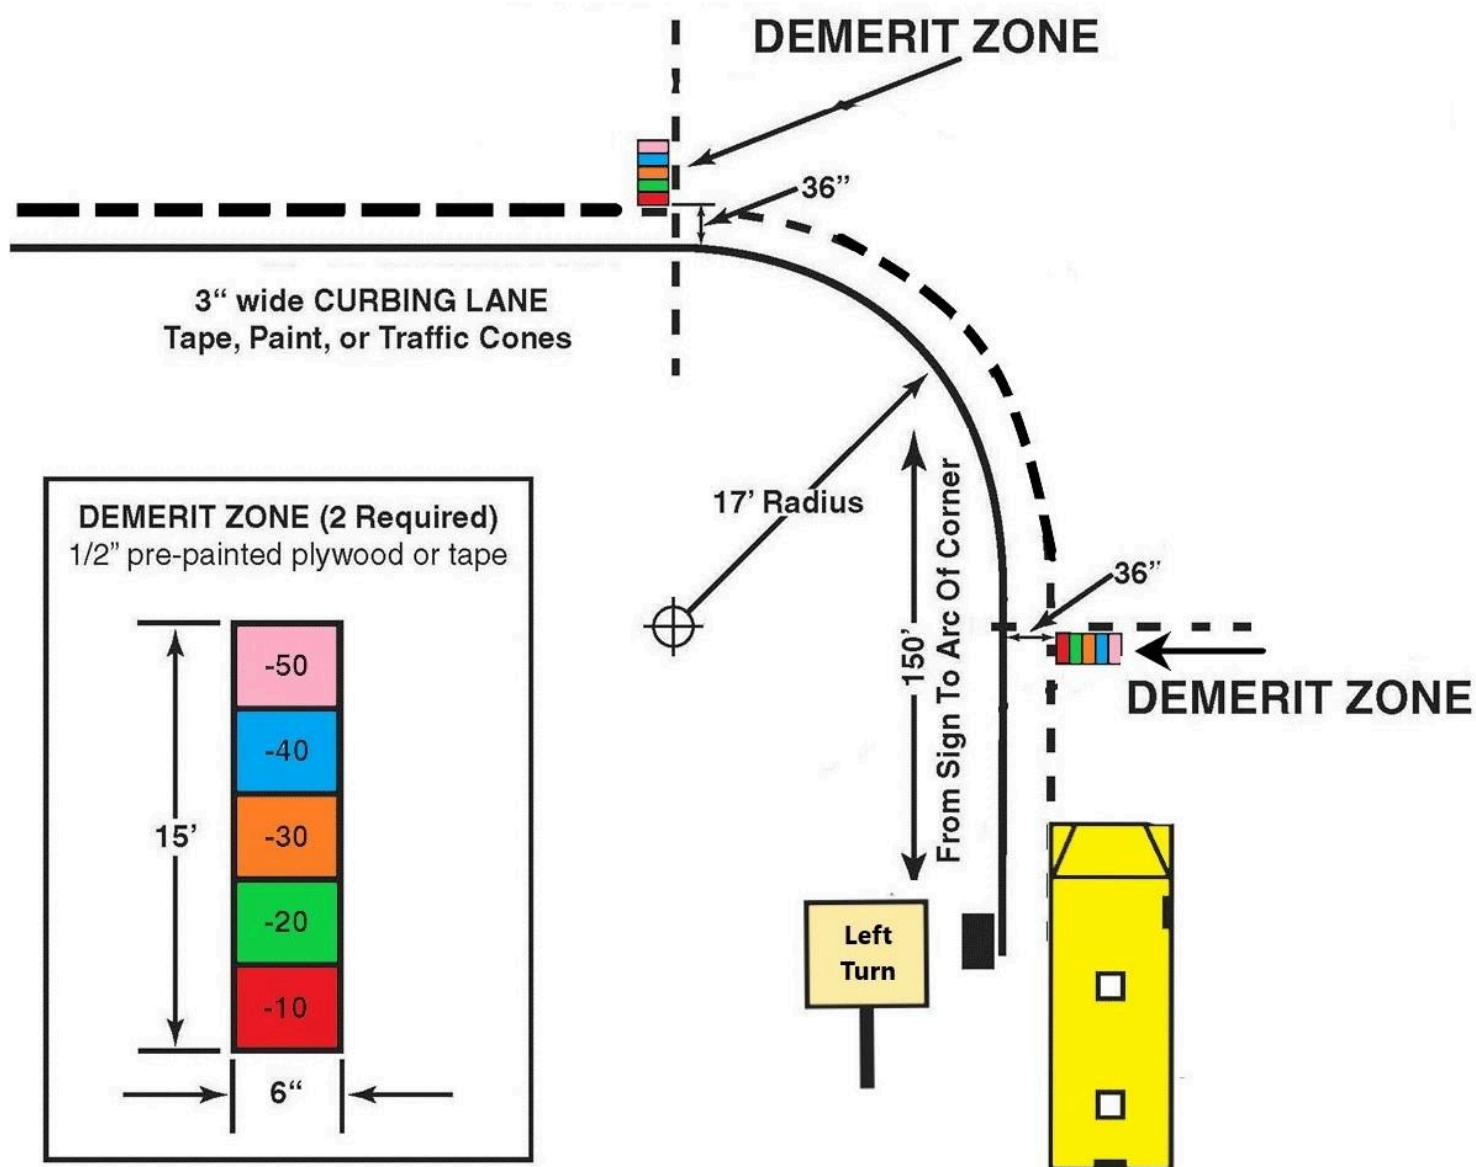 DEMERIT ZONE
36”
3“ wide CURBING LANE
Tape, Paint, or Traffic Cones
17’ Radius
150’
From Sign To Arc Of Corner
36”
DEMERIT ZONE
DEMERIT ZONE (2 Required)
1/2” pre-painted plywood or tape
-50
-40
-30
-20
-10
15’
6“
Left
Turn